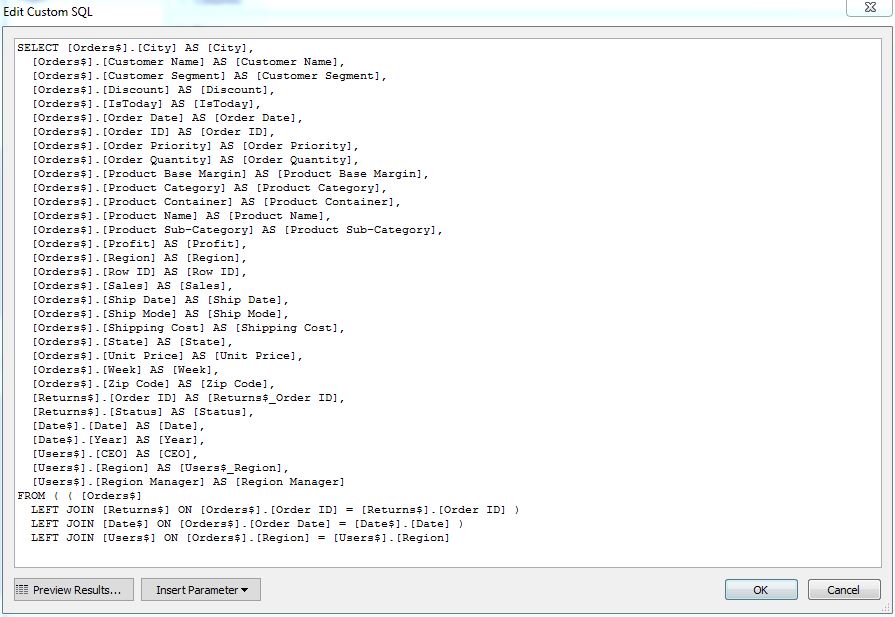 Edit Custom SQL
SELECT [Orders$].[City] AS [City],
[Orders$].[Customer Name] AS [Customer Name],
[Orders$].[Customer Segment] AS [Customer Segment],
[Orders$].[Discount] AS [Discount],
[Orders$].[IsToday] AS [IsToday],
[Orders$].[Order Date] AS [Order Date],
[Orders$].[Order ID] AS [Order ID],
[Orders$].[Order Priority] AS [Order Priority],
[Orders$].[Order Quantity] AS [Order Quantity],
[Orders$].[Product Base Margin] AS [Product Base Margin],
[Orders$].[Product Category] AS [Product Category],
[Orders$].[Product Container] AS [Product Container],
[Orders$].[Product Name] AS [Product Name],
[Orders$].[Product Sub-Category] AS [Product Sub-Category],
[Orders$].[Profit] AS [Profit],
[Orders$].[Region] AS [Region],
[Orders$].[Row ID] AS [Row ID],
[Orders$].[Sales] AS [Sales],
[Orders$].[Ship Date] AS [Ship Date],
[Orders$].[Ship Mode] AS [Ship Mode],
[Orders$].[Shipping Cost] AS [Shipping Cost],
[Orders$].[State] AS [State],
[Orders$].[Unit Price] AS [Unit Price],
[Orders$].[Week] AS [Week],
[Orders$].[Zip Code] AS [Zip Code],
[Returns$].[Order ID] AS [Returns$_Order ID],
[Returns$].[Status] AS [Status],
[Date$].[Date] AS [Date],
[Date$].[Year] AS [Year],
[Users$].[CEO] AS [CEO],
[Users$].[Region] AS [Users$_Region],
[Users$].[Region Manager] AS [Region Manager]
FROM ( ( [Orders$]
LEFT JOIN [Returns$] ON [Orders$].[Order ID] = [Returns$].[Order ID] )
LEFT JOIN [Date$] ON [Orders$].[Order Date] = [Date$].[Date] )
LEFT JOIN [Users$] ON [Orders$].[Region] = [Users$].[Region]
Preview Results... Insert Parameter OK Cancel